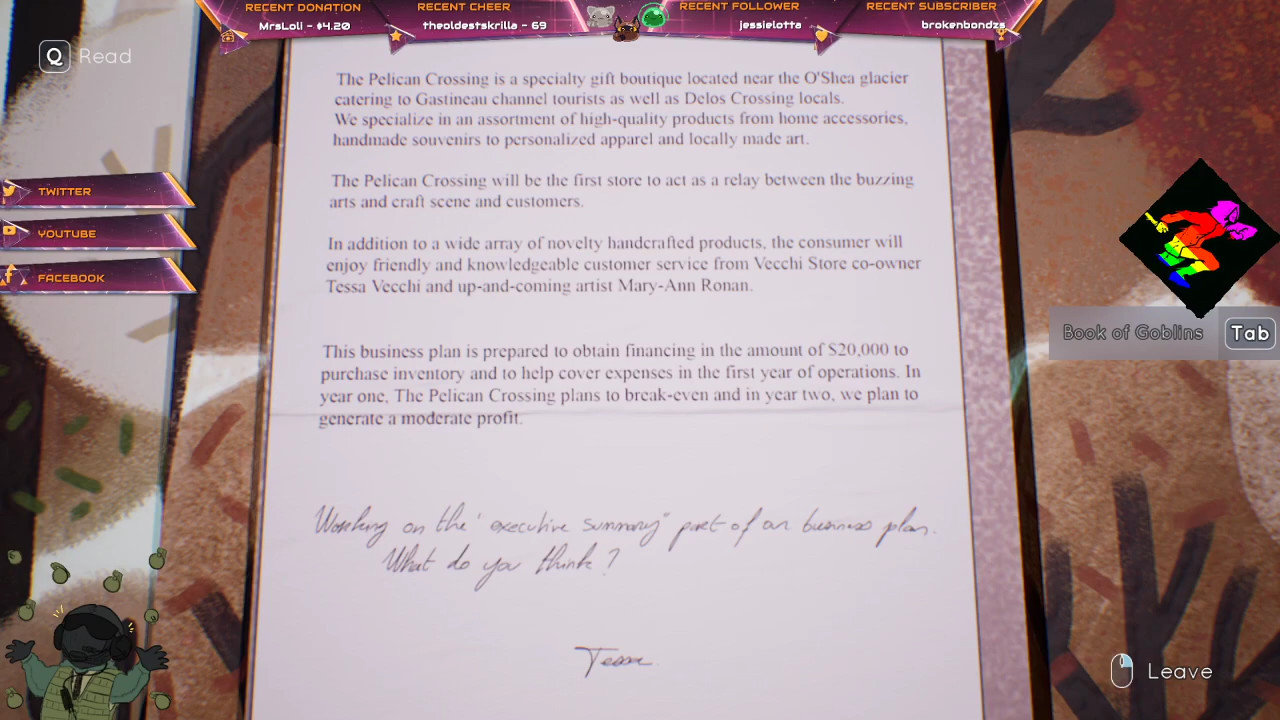 RECENT DONATION
MrsLoli - $4.20
RECENT CHEER
theoldestskrilla - 69
RECENT FOLLOWER
jessielotta
RECENT SUBSCRIBER
brokenbondzs
Q Read
TWITTER
YOUTUBE
FACEBOOK
The Pelican Crossing is a specialty gift boutique located near the O'Shea glacier
catering to Gastineau channel tourists as well as Delos Crossing locals.
We specialize in an assortment of high-quality products from home accessories,
handmade souvenirs to personalized apparel and locally made art.
The Pelican Crossing will be the first store to act as a relay between the buzzing
arts and craft scene and customers.
In addition to a wide array of novelty handcrafted products, the consumer will
enjoy friendly and knowledgeable customer service from Vecchi Store co-owner
Tessa Vecchi and up-and-coming artist Mary-Ann Ronan.
This business plan is prepared to obtain financing in the amount of $20,000 to
purchase inventory and to help cover expenses in the first year of operations. In
year one, The Pelican Crossing plans to break-even and in year two, we plan to
generate a moderate profit.
Working on the "executive summary" part of our business plan.
What do you think?
Tessa
Book of Goblins Tab
Leave